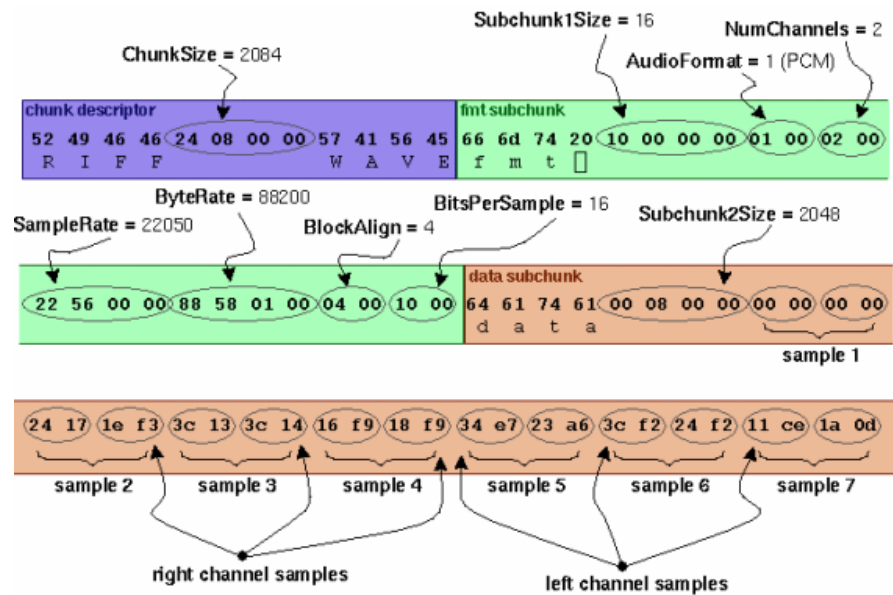 Subchunk1Size = 16
NumChannels = 2
ChunkSize = 2084
AudioFormat = 1 (PCM)
chunk descriptor
fmt subchunk
52 49 46 46 24 08 00 00 57 41 56 45 66 6d 74 20 10 00 00 00 01 00 02 00
R I F F W A V E f m t
ByteRate = 88200
BitsPerSample = 16
SampleRate = 22050
BlockAlign = 4
Subchunk2Size = 2048
data subchunk
22 56 00 00 88 58 01 00 04 00 10 00 64 61 74 61 00 08 00 00 00 00 00 00
d a t a
sample 1
24 17 1e f3 3c 13 3c 14 16 f9 18 f9 34 e7 23 a6 3c f2 24 f2 11 ce 1a 0d
sample 2 sample 3 sample 4 sample 5 sample 6 sample 7
right channel samples
left channel samples